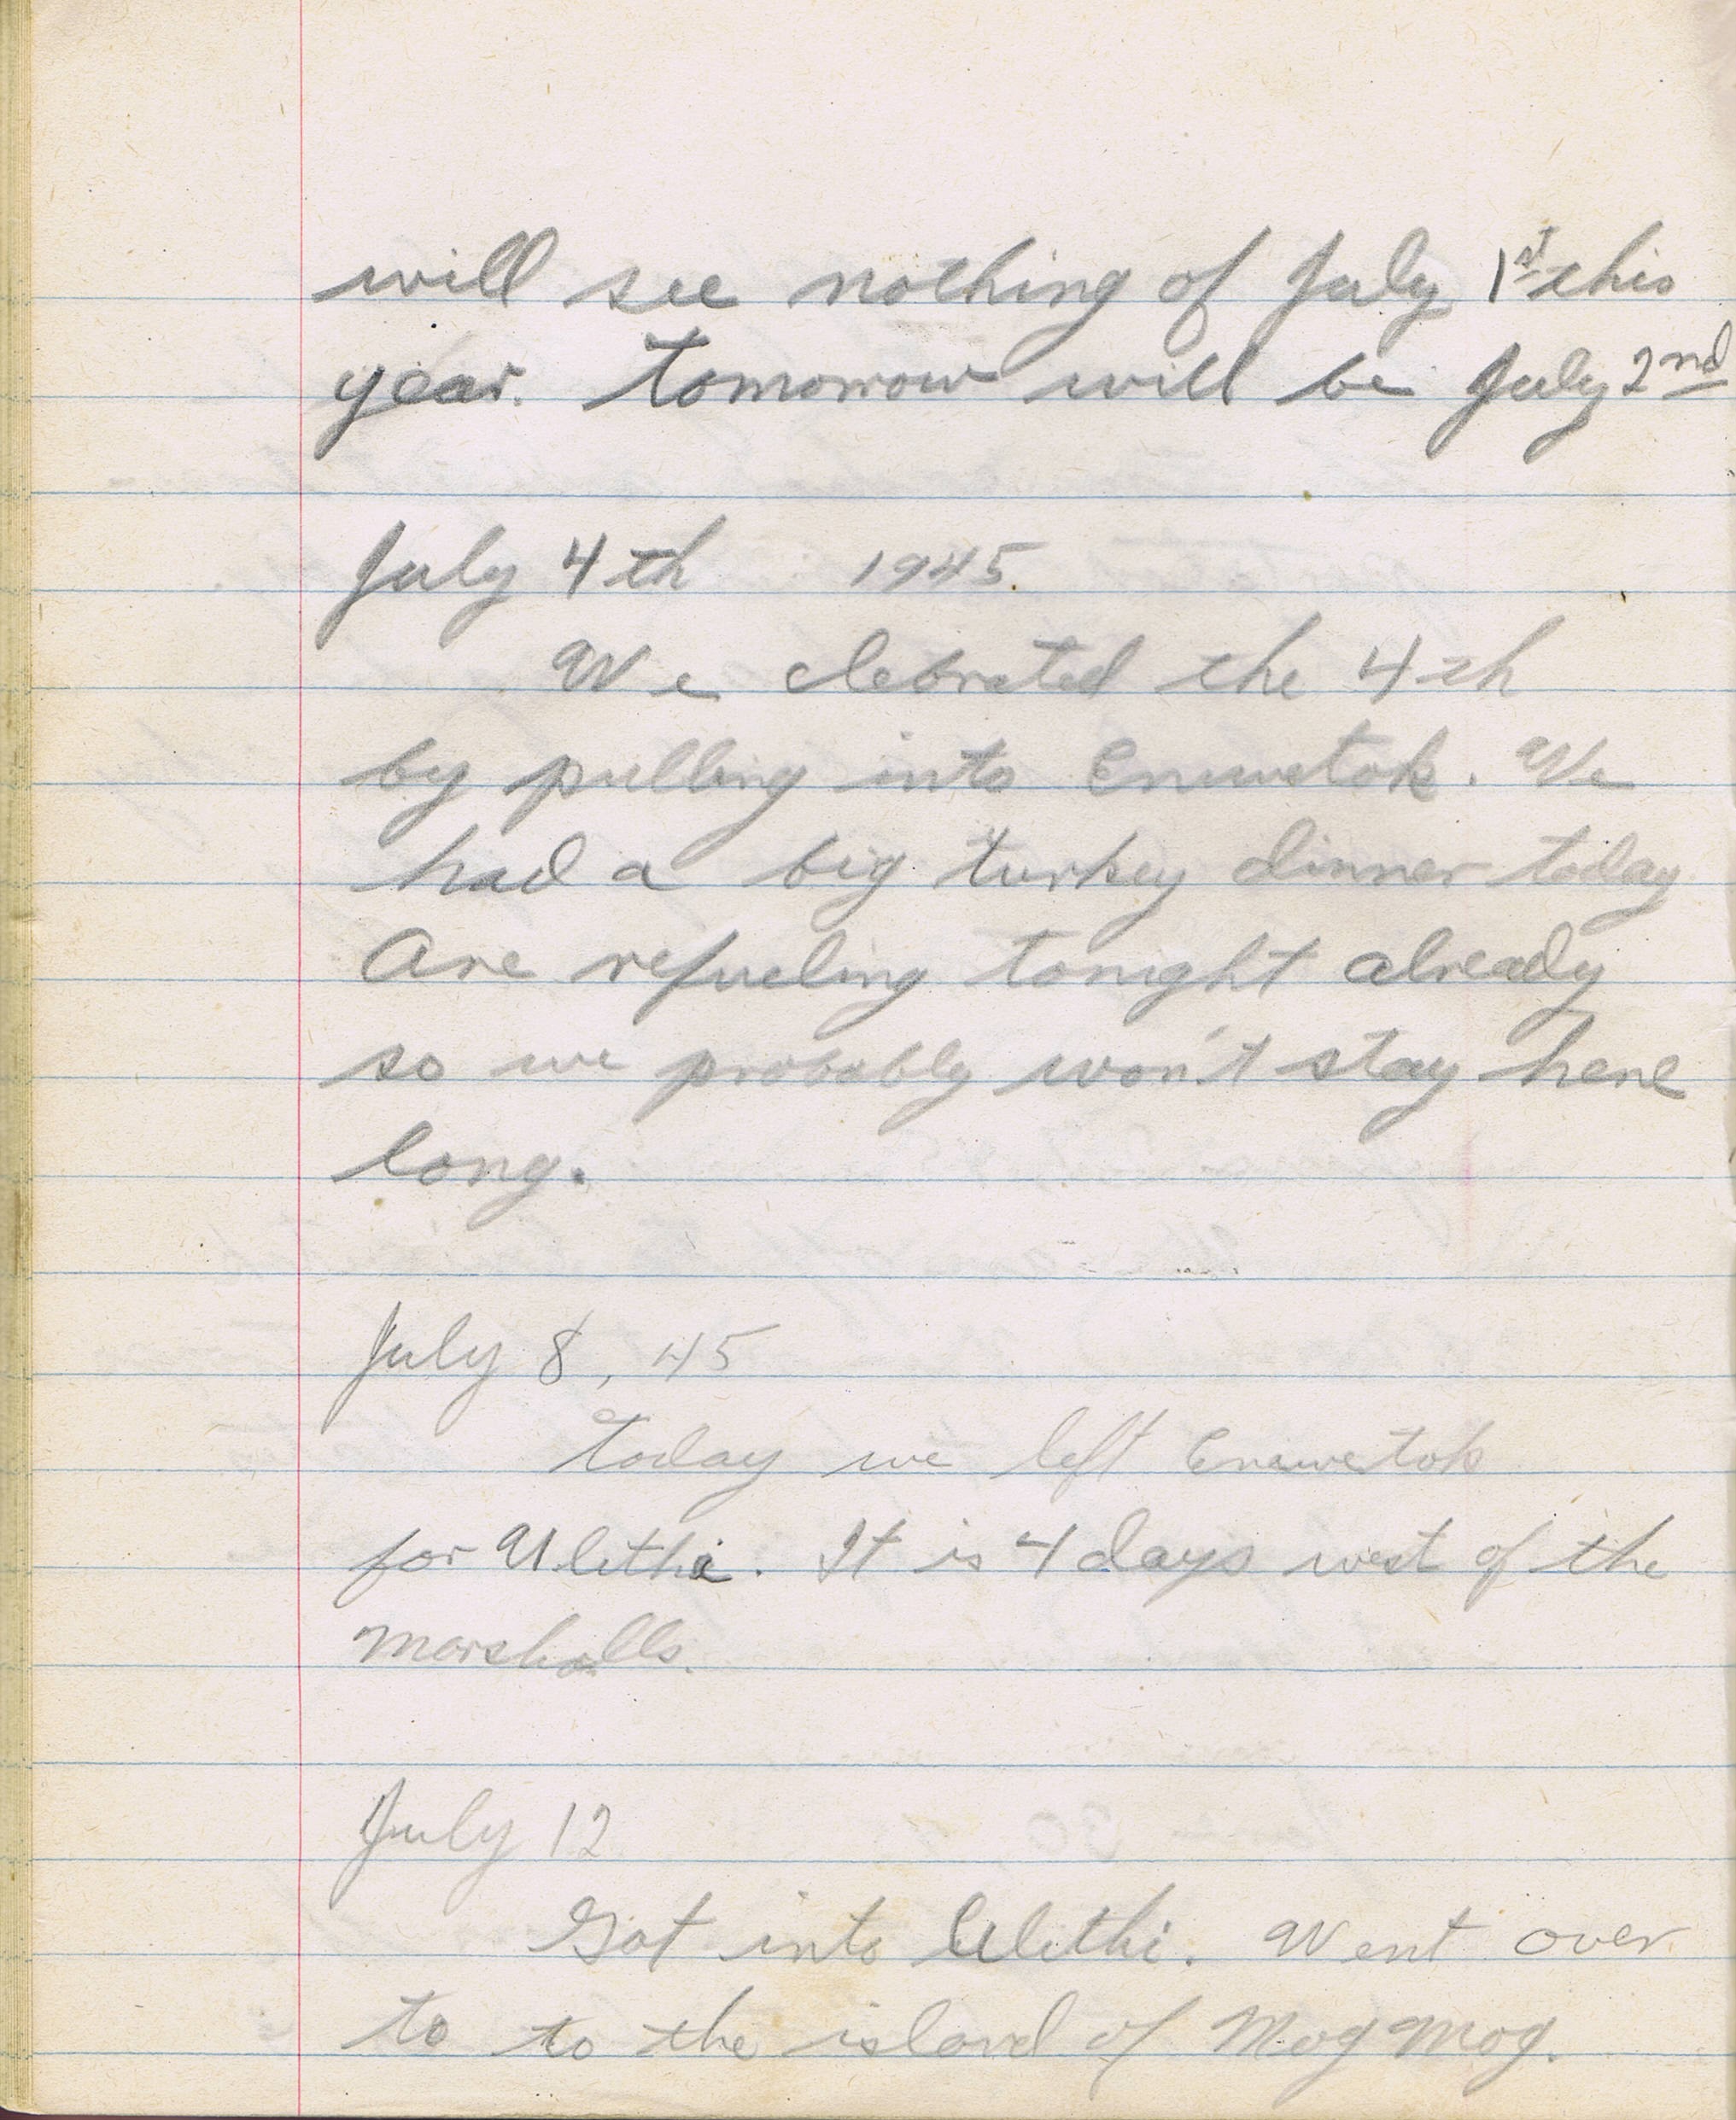 will see nothing of July 1st this
year. Tomorrow will be July 2nd
July 4th 1945.
We clebrated the 4th
by pulling into Enuwetok. We
had a big turkey dinner today
Are refueling tonight already
so we probably won't stay here
long.
July 8, 45
Today we left Enewetok
for Ulithi. It is 4 days west of the
Marshalls.
July 12
Got into Ulithi. Went over
to to the island of MogMog.